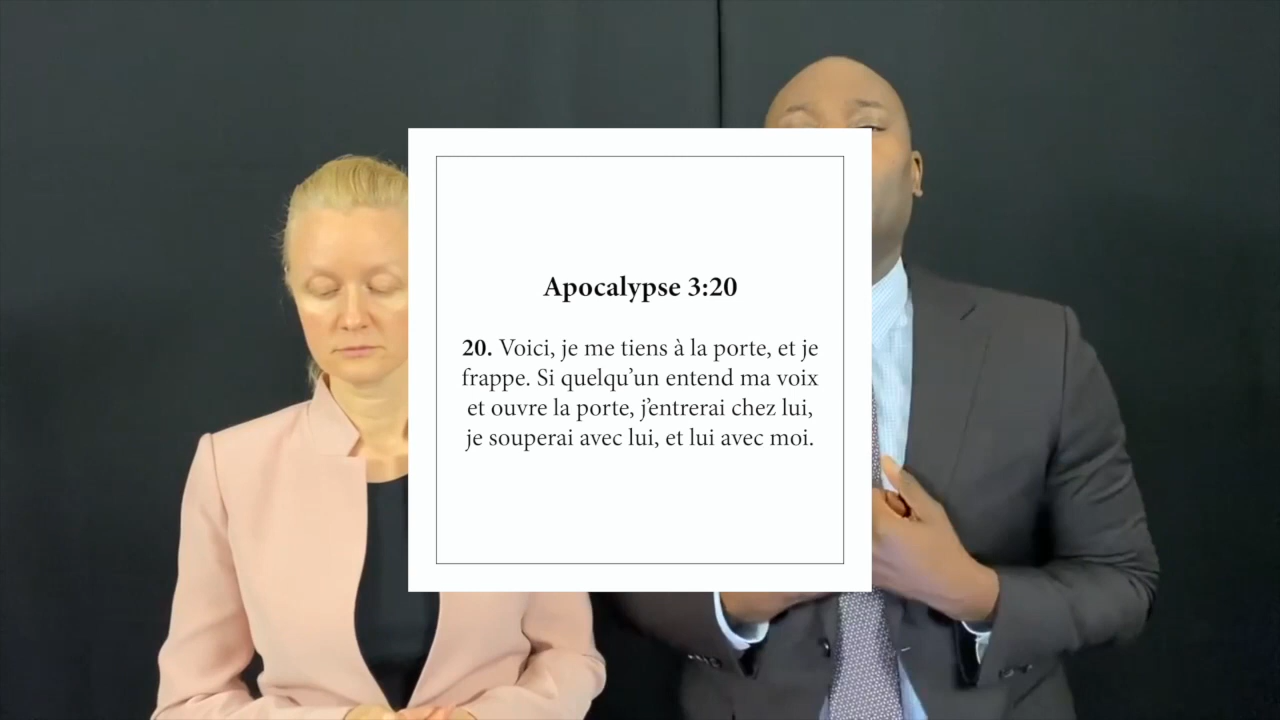 Apocalypse 3:20
20. Voici, je me tiens à la porte, et je
frappe. Si quelqu’un entend ma voix
et ouvre la porte, j’entrerai chez lui,
je souperai avec lui, et lui avec moi.